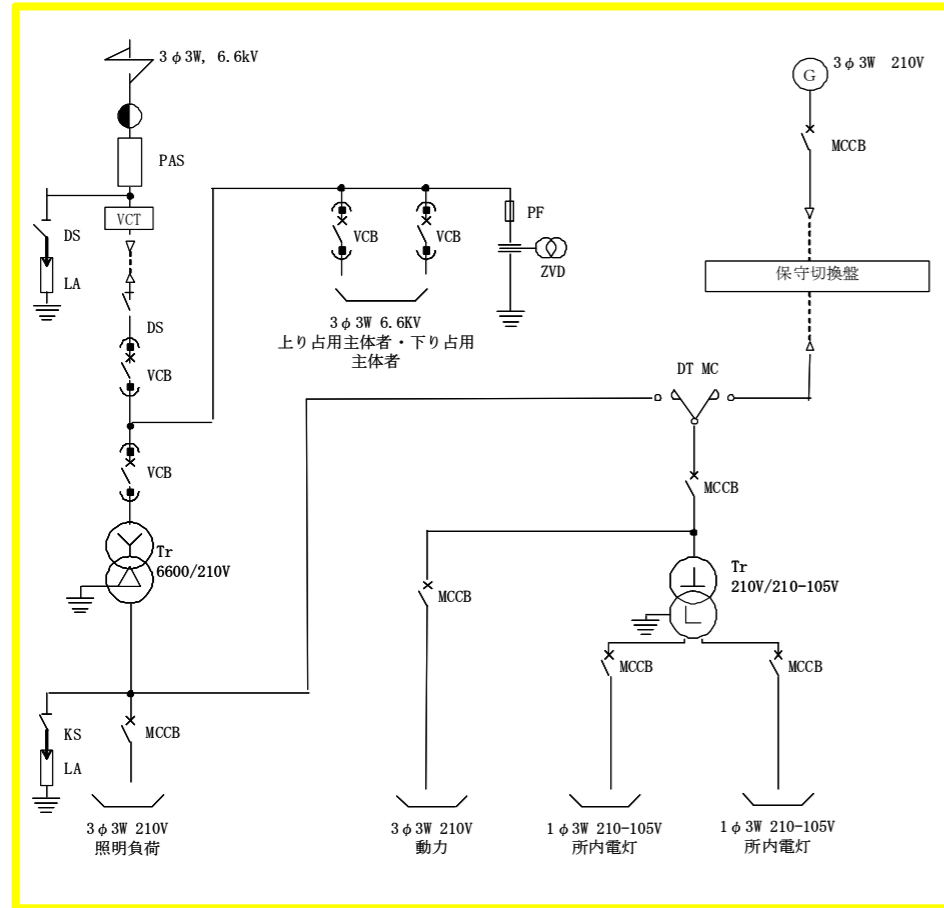 3φ3W, 6.6kV
PAS
VCT
DS
LA
DS
VCB
VCB
Tr
6600/210V
KS
LA
MCCB
3φ3W 210V
照明負荷
VCB
VCB
PF
ZVD
3φ3W 6.6KV
上り占用主体者・下り占用
主体者
G
3φ3W 210V
MCCB
保守切換盤
DT MC
MCCB
MCCB
Tr
210V/210-105V
MCCB
MCCB
3φ3W 210V
動力
1φ3W 210-105V
所内電灯
1φ3W 210-105V
所内電灯